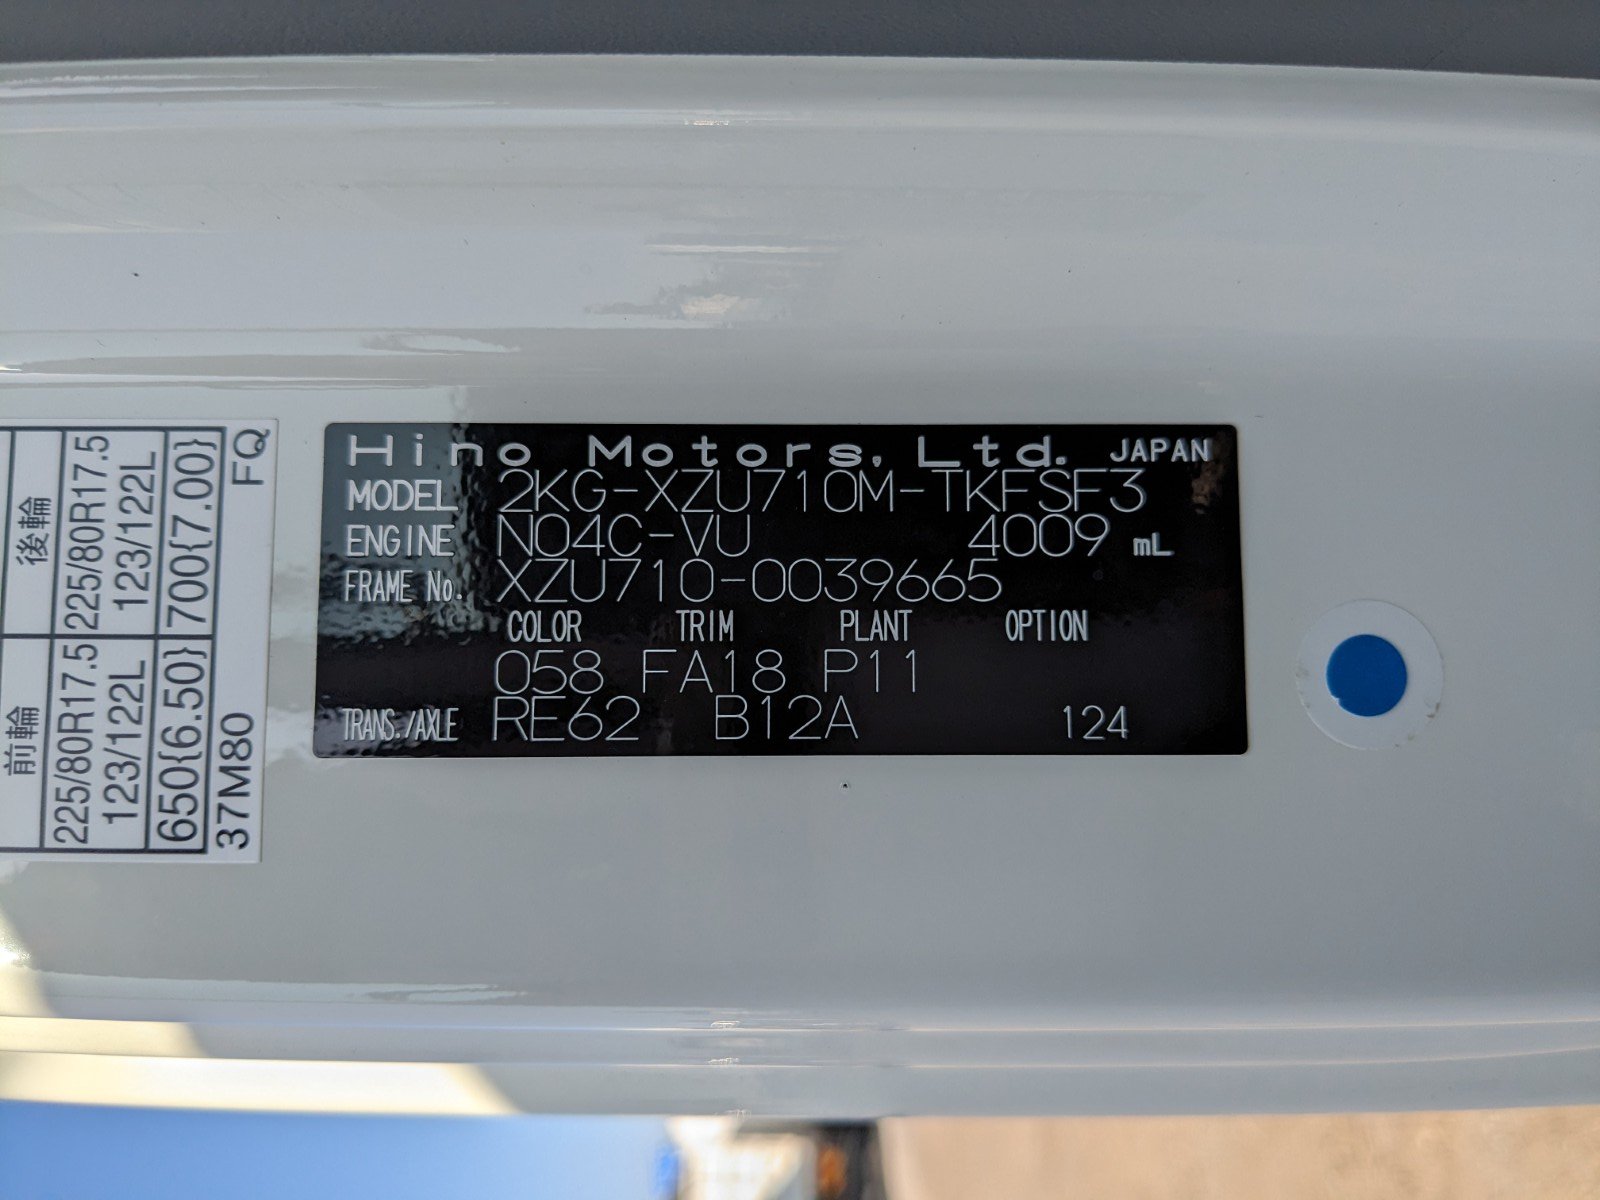 Hino Motors, Ltd. JAPAN
MODEL 2KG-XZU710M-TKFSF3
ENGINE N04C-VU 4009 mL
FRAME No. XZU710-0039665
COLOR TRIM PLANT OPTION
058 FA18 P11
TRANS./AXLE RE62 B12A 124
前輪 後輪
225/80R17.5 225/80R17.5
123/122L 123/122L
650{6.50} 700{7.00}
37M80 FQ